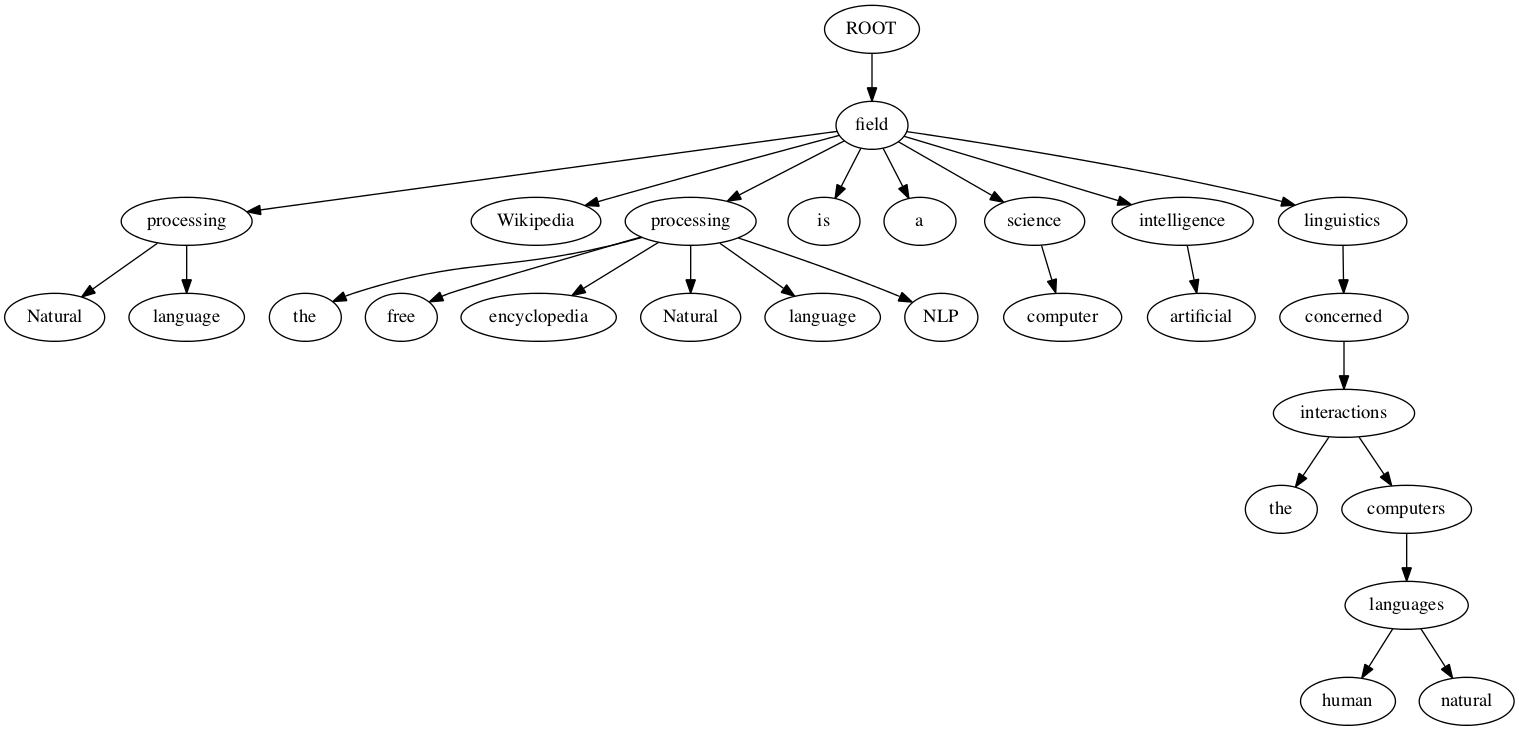 ROOT
field
processing Wikipedia processing is a science intelligence linguistics
Natural language the free encyclopedia Natural language NLP computer artificial concerned
interactions
the computers
languages
human natural